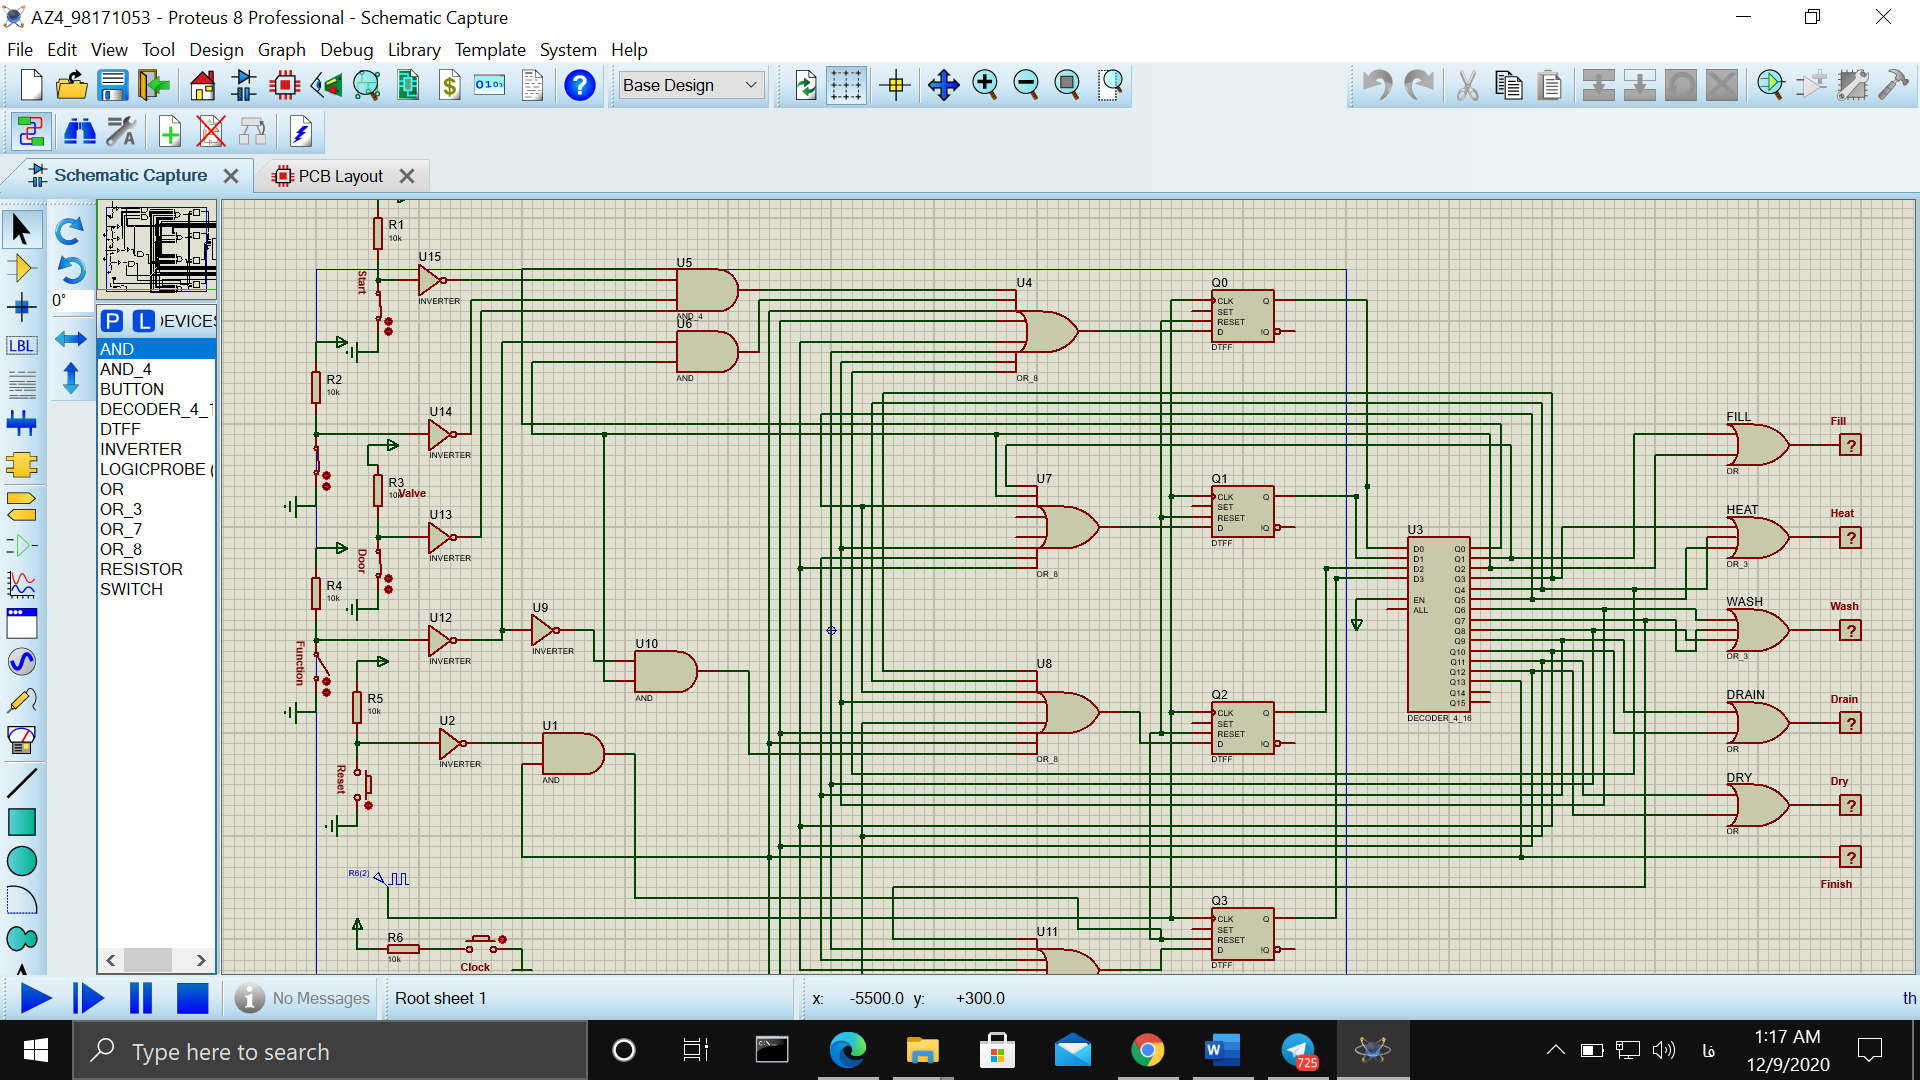 AZ4_98171053 - Proteus 8 Professional - Schematic Capture
File Edit View Tool Design Graph Debug Library Template System Help
Base Design
Schematic Capture
PCB Layout
0°
P L DEVICES
AND
AND_4
BUTTON
DECODER_4_1
DTFF
INVERTER
LOGICPROBE (
OR
OR_3
OR_7
OR_8
RESISTOR
SWITCH
LBL
R1
10k
Start
U15
INVERTER
U5
AND_4
U6
AND
U4
OR_8
Q0
CLK
SET
RESET
D
Q
!Q
DTFF
R2
10k
U14
INVERTER
R3
10k
Valve
U13
INVERTER
Door
U7
OR_8
Q1
CLK
SET
RESET
D
Q
!Q
DTFF
R4
10k
Function
U12
INVERTER
U9
INVERTER
U10
AND
R5
10k
U2
INVERTER
U1
AND
Reset
U8
OR_8
Q2
CLK
SET
RESET
D
Q
!Q
DTFF
U3
D0
D1
D2
D3
EN
ALL
Q0
Q1
Q2
Q3
Q4
Q5
Q6
Q7
Q8
Q9
Q10
Q11
Q12
Q13
Q14
Q15
DECODER_4_16
FILL
OR
Fill
?
HEAT
OR_3
Heat
?
WASH
OR_3
Wash
?
DRAIN
OR
Drain
?
DRY
OR
Dry
?
?
Finish
R6(2)
R6
10k
Clock
U11
Q3
CLK
SET
RESET
D
Q
!Q
DTFF
No Messages
Root sheet 1
x: -5500.0 y: +300.0
th
Type here to search
725
فا
1:17 AM
12/9/2020